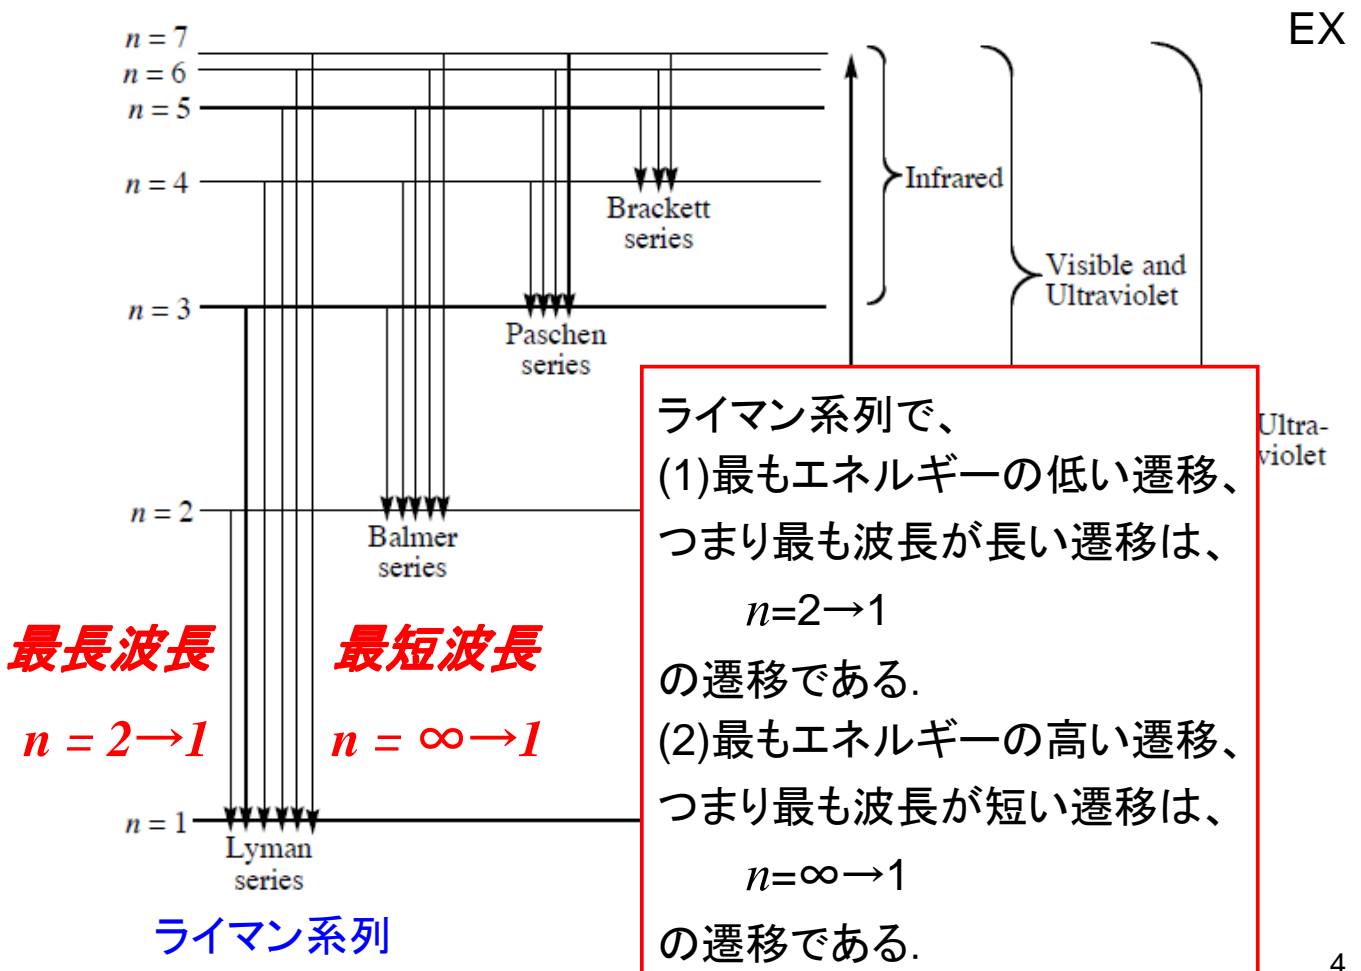 EX
n = 7
n = 6
n = 5
n = 4
n = 3
n = 2
n = 1
Infrared
Brackett
series
Visible and
Ultraviolet
Paschen
series
Ultra-
violet
Balmer
series
最長波長
n = 2→1
最短波長
n = ∞→1
Lyman
series
ライマン系列
ライマン系列で、
(1)最もエネルギーの低い遷移、
つまり最も波長が長い遷移は、
n=2→1
の遷移である.
(2)最もエネルギーの高い遷移、
つまり最も波長が短い遷移は、
n=∞→1
の遷移である.
4